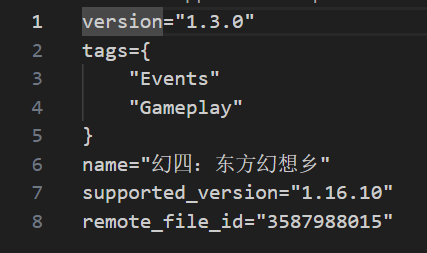 1 version="1.3.0"
2 tags={
3 "Events"
4 "Gameplay"
5 }
6 name="幻四：东方幻想乡"
7 supported_version="1.16.10"
8 remote_file_id="3587988015"